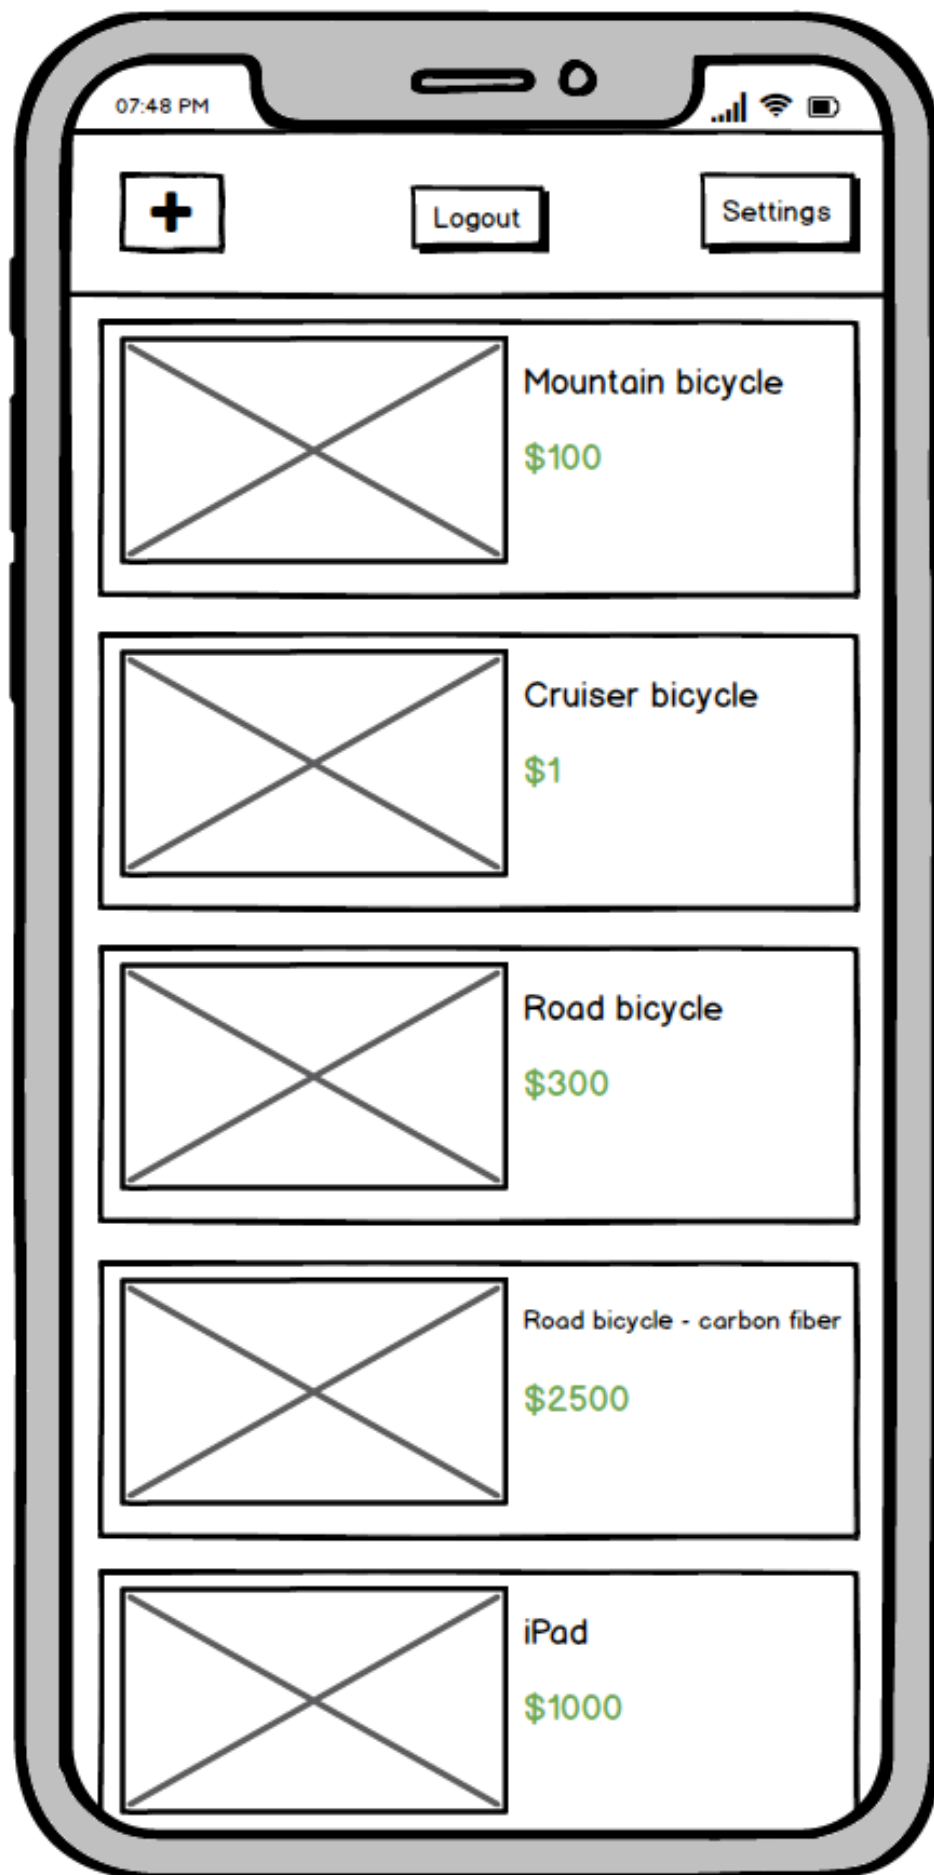 07:48 PM
Logout
Settings
Mountain bicycle
$100
Cruiser bicycle
$1
Road bicycle
$300
Road bicycle - carbon fiber
$2500
iPad
$1000